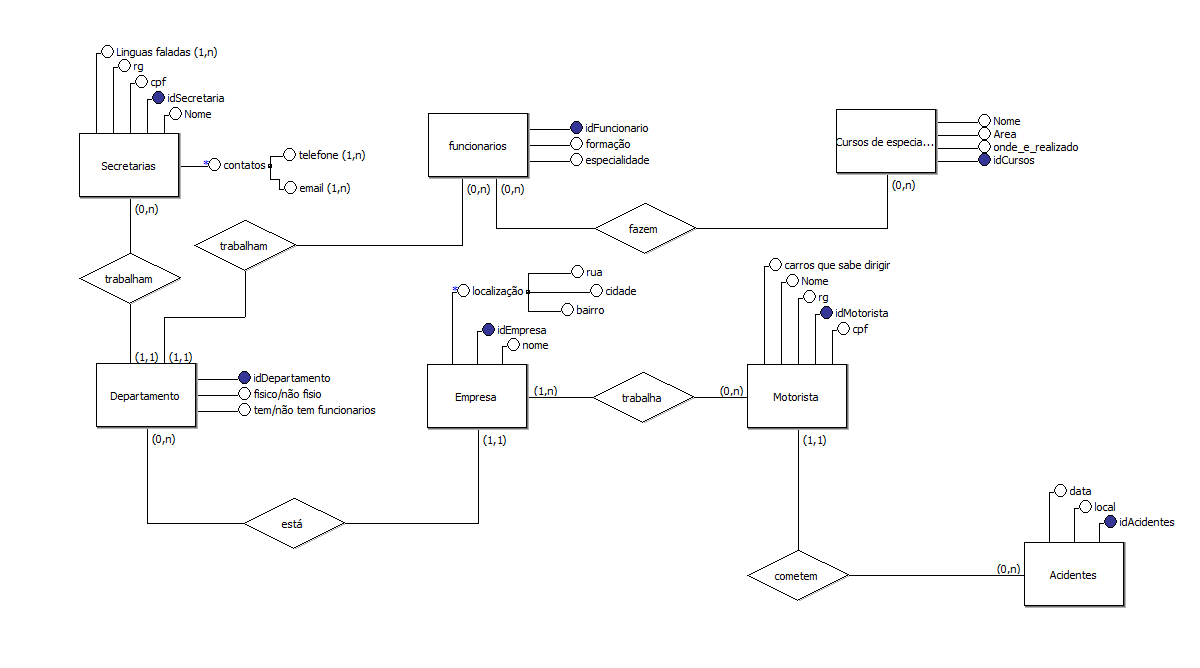 Linguas faladas (1,n)
rg
cpf
idSecretaria
Nome
Secretarias
* contatos
telefone (1,n)
email (1,n)
(0,n)
trabalham
funcionarios
idFuncionario
formação
especialidade
(0,n)
(0,n)
trabalham
fazem
Cursos de especia...
Nome
Area
onde_e_realizado
idCursos
(0,n)
(1,1)
(1,1)
Departamento
idDepartamento
fisico/não fisio
tem/não tem funcionarios
(0,n)
* localização
rua
cidade
bairro
idEmpresa
nome
Empresa
(1,n)
(1,1)
está
trabalha
carros que sabe dirigir
Nome
rg
idMotorista
cpf
(0,n)
Motorista
(1,1)
cometem
data
local
idAcidentes
(0,n)
Acidentes